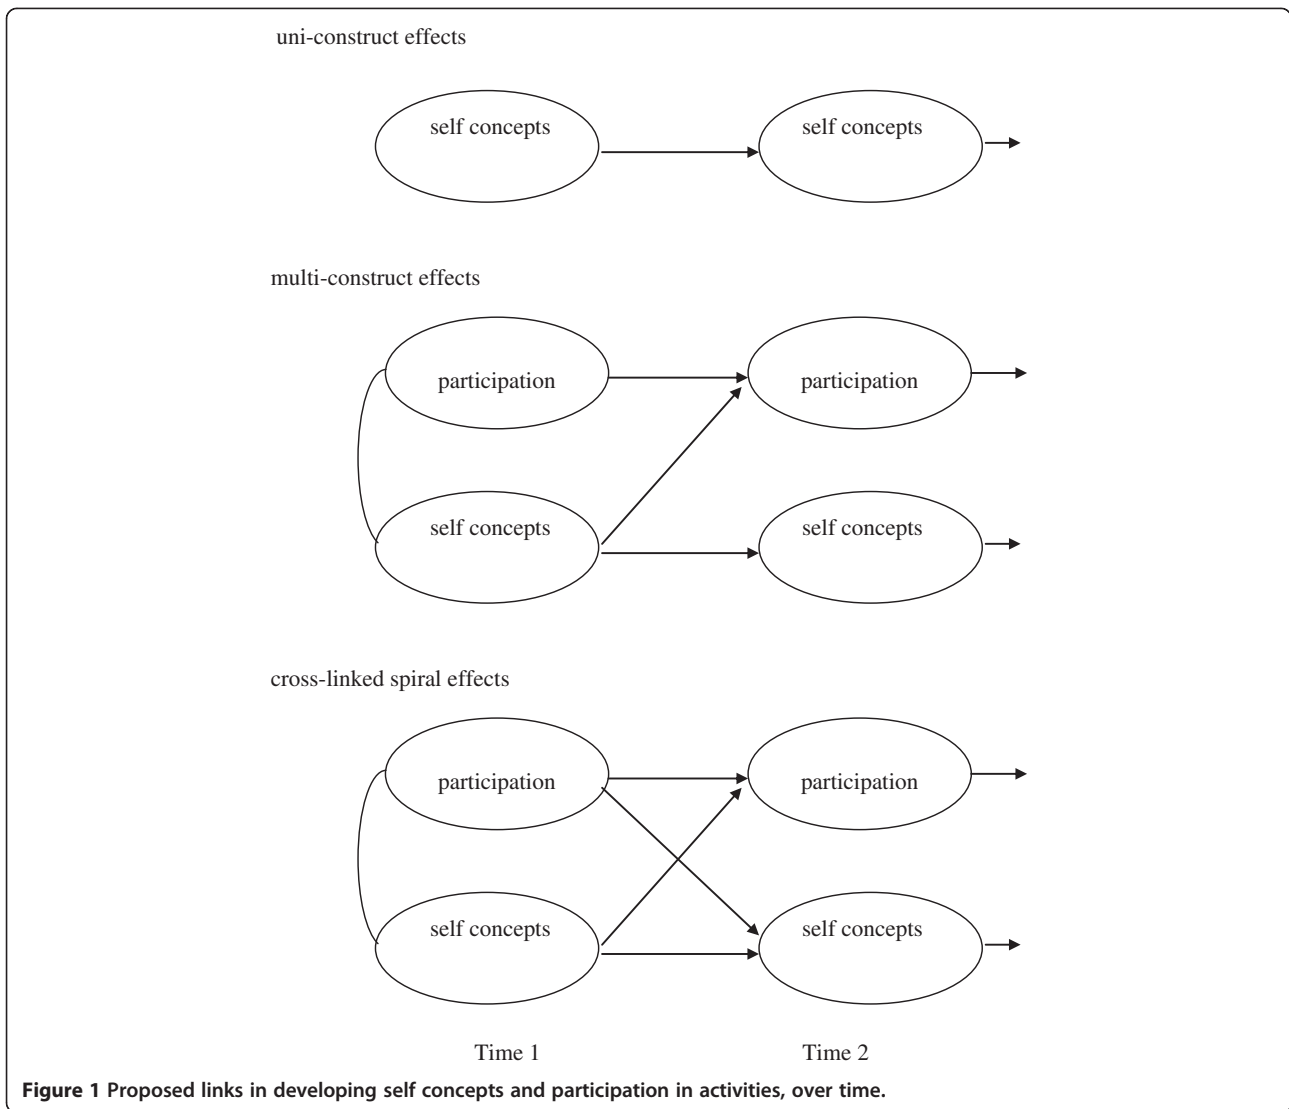 uni-construct effects
self concepts self concepts
multi-construct effects
participation participation
self concepts self concepts
cross-linked spiral effects
participation participation
self concepts self concepts
Time 1 Time 2
Figure 1 Proposed links in developing self concepts and participation in activities, over time.